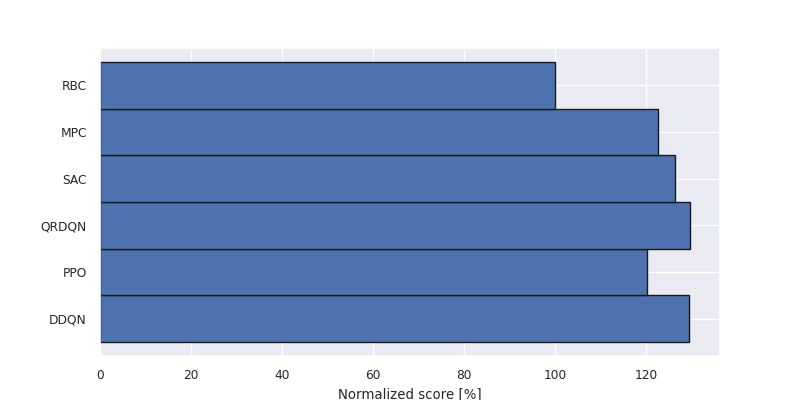 RBC
MPC
SAC
QRDQN
PPO
DDQN
0 20 40 60 80 100 120
Normalized score [%]